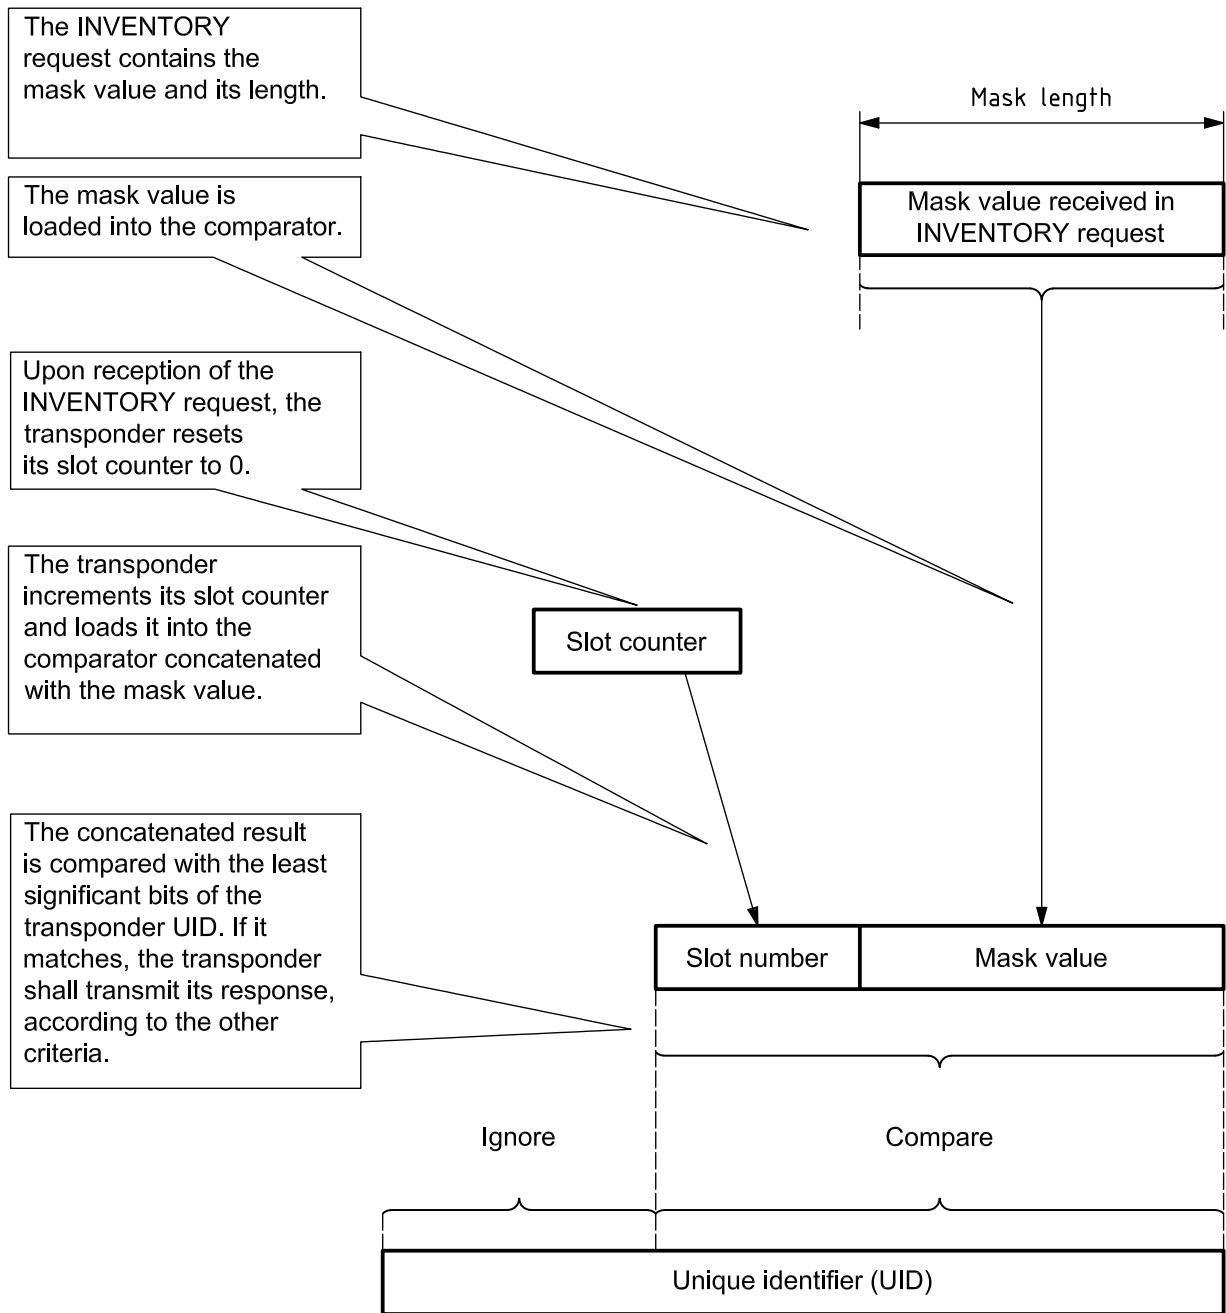 The INVENTORY
request contains the
mask value and its length.
Mask length
The mask value is
loaded into the comparator.
Mask value received in
INVENTORY request
Upon reception of the
INVENTORY request, the
transponder resets
its slot counter to 0.
The transponder
increments its slot counter
and loads it into the
comparator concatenated
with the mask value.
Slot counter
The concatenated result
is compared with the least
significant bits of the
transponder UID. If it
matches, the transponder
shall transmit its response,
according to the other
criteria.
Slot number
Mask value
Ignore
Compare
Unique identifier (UID)